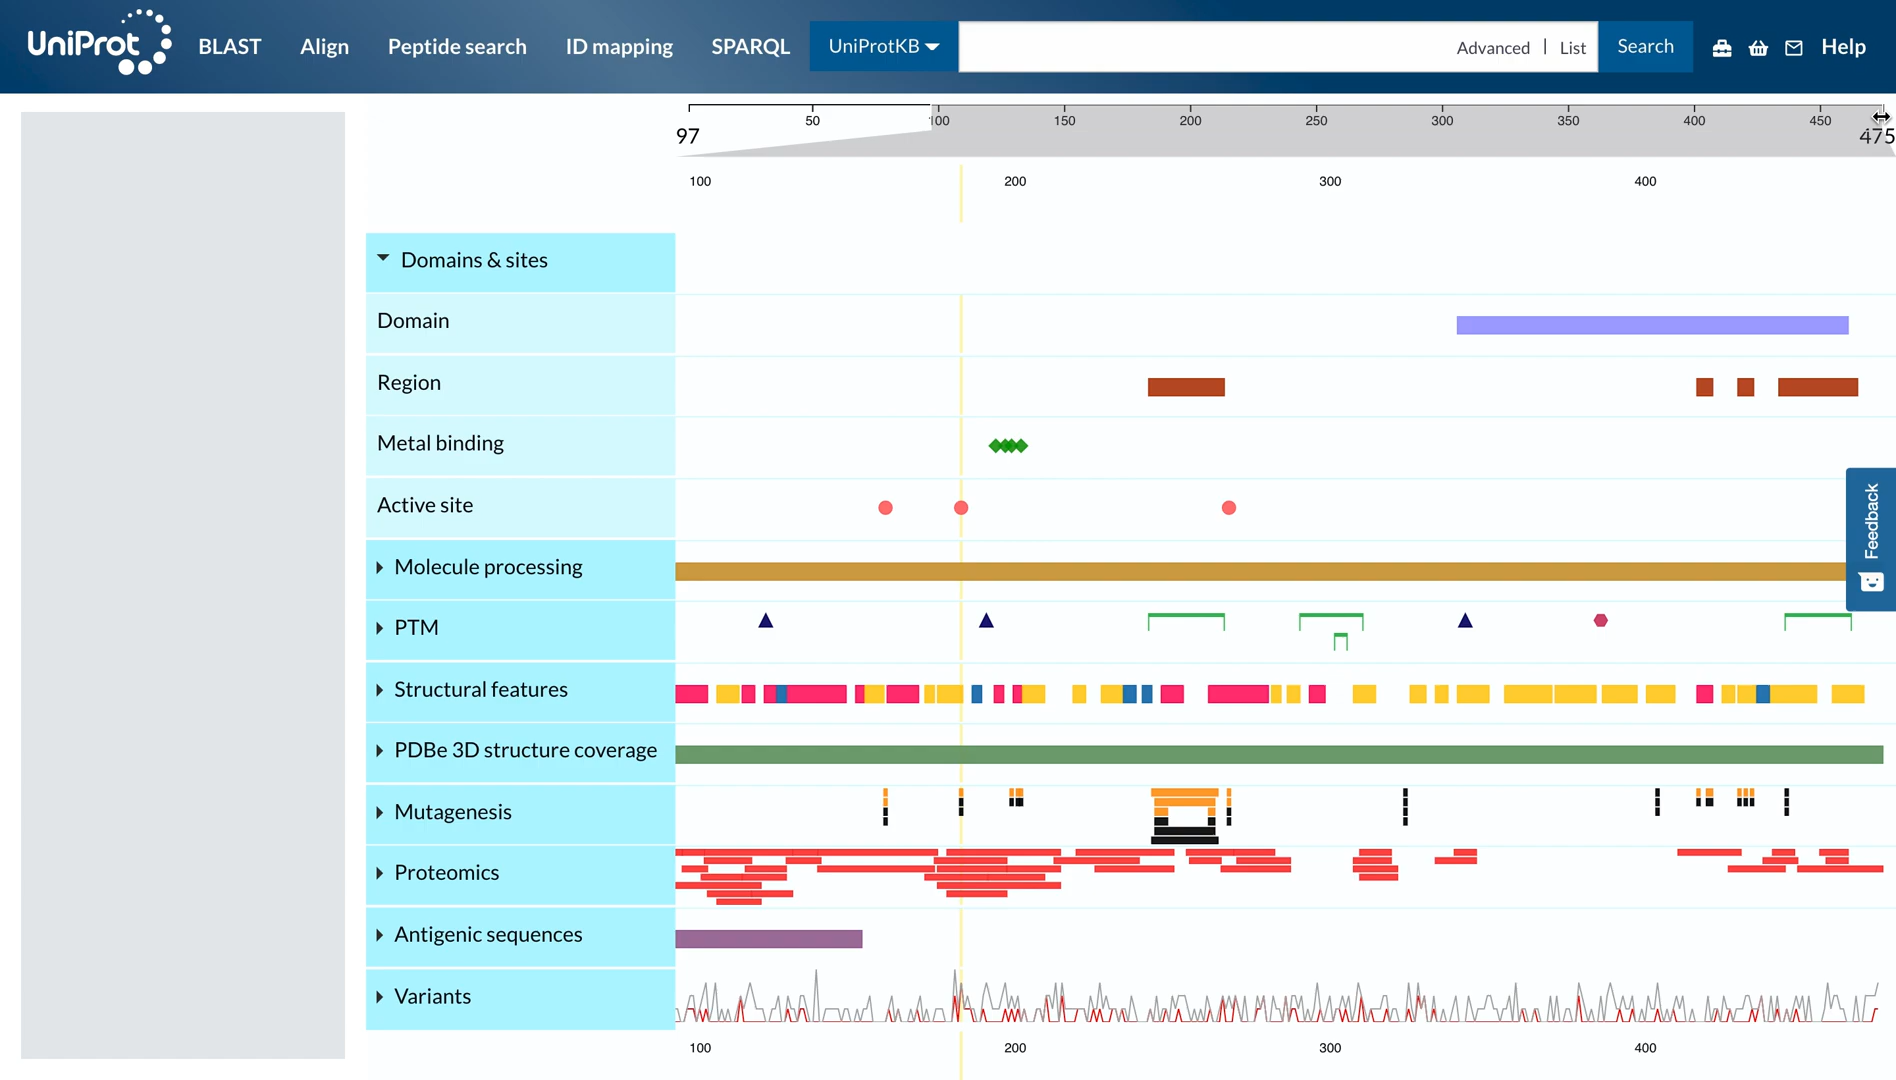 UniProt BLAST Align Peptide search ID mapping SPARQL UniProtKB Advanced | List Search Help
50 100 150 200 250 300 350 400 450
97 475
100 200 300 400
Domains & sites
Domain
Region
Metal binding
Active site
Feedback
Molecule processing
PTM
Structural features
PDBe 3D structure coverage
Mutagenesis
Proteomics
Antigenic sequences
Variants
100 200 300 400